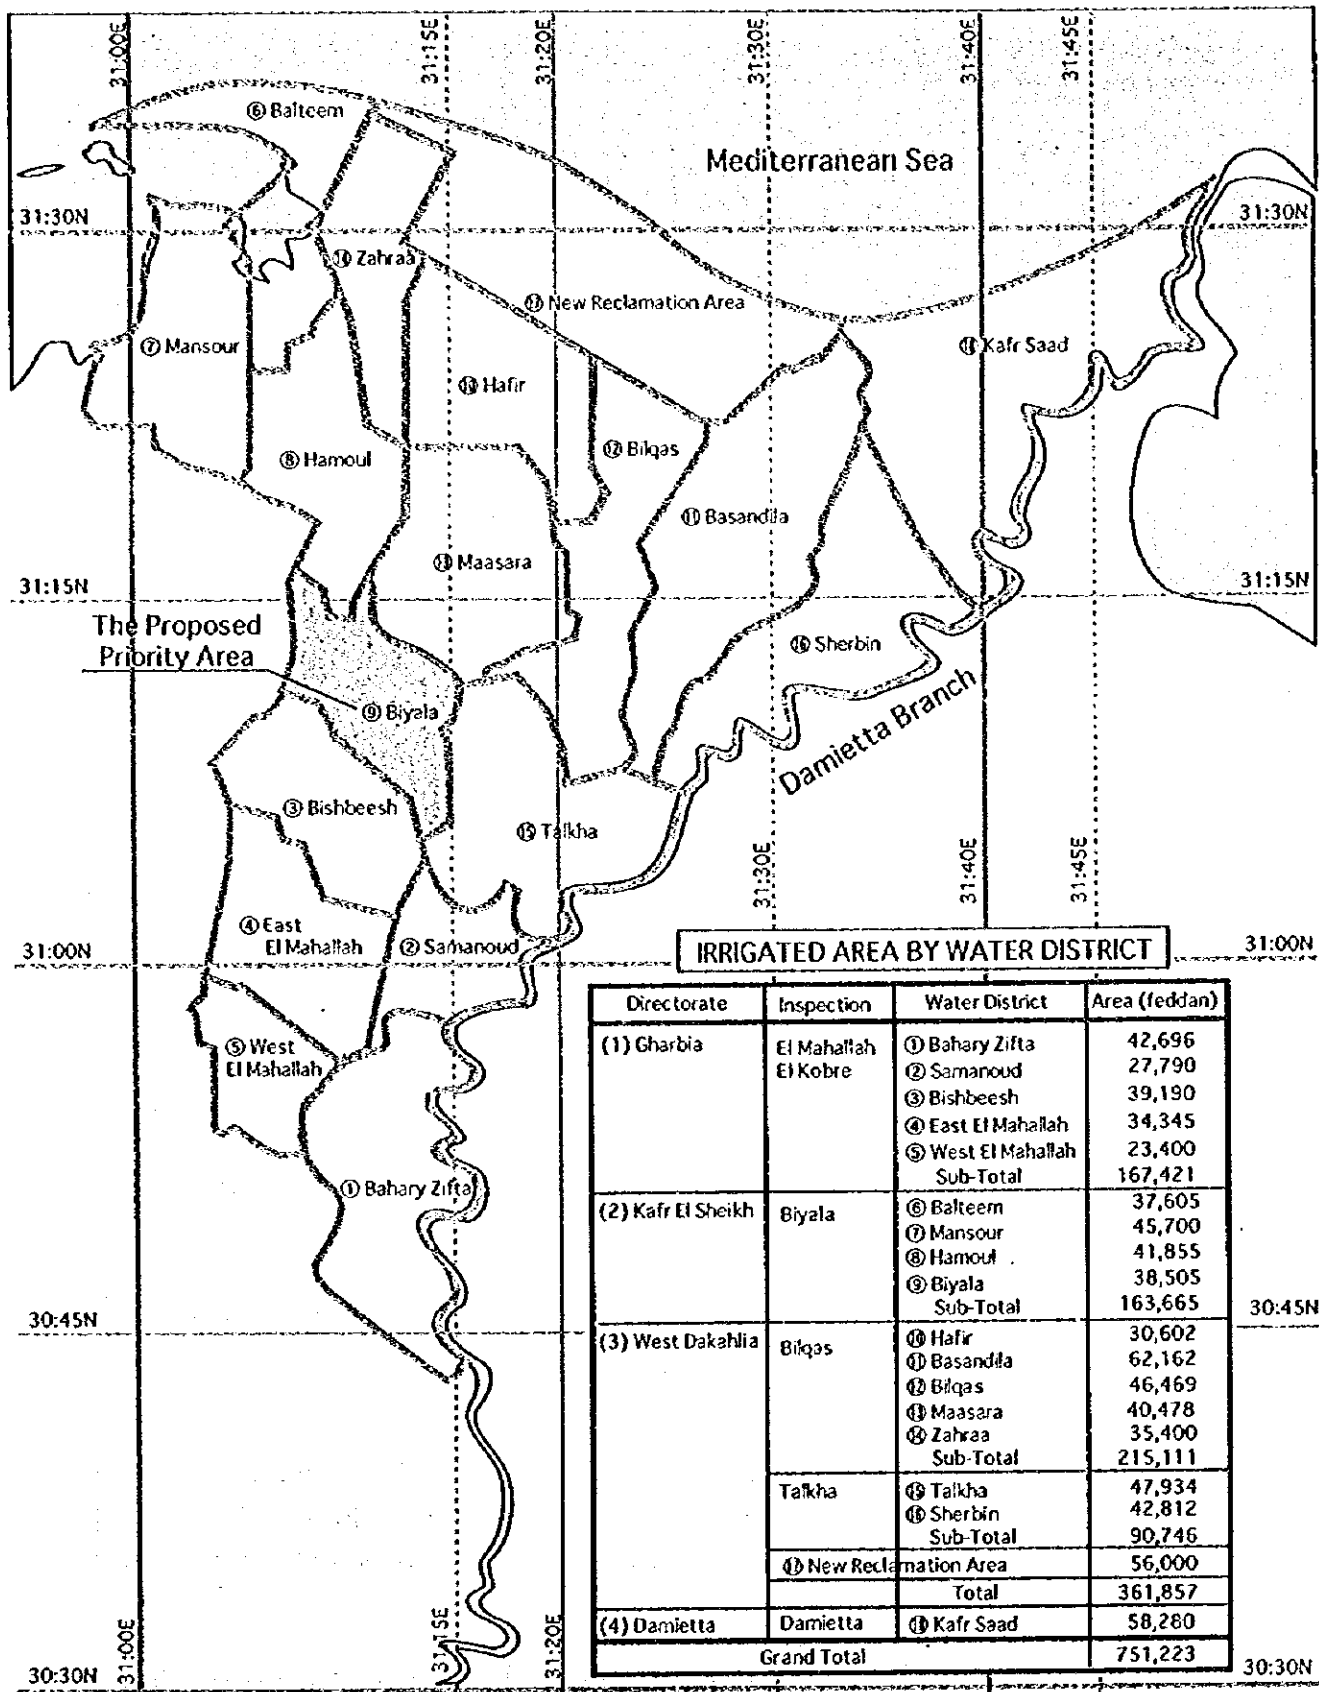 31:00E
31:15E
31:20E
31:30E
31:40E
31:45E
⑥ Balteem
Mediterranean Sea
31:30N
31:30N
⑭ Zahraa
⑰ New Reclamation Area
⑦ Mansour
⑱ Kafr Saad
⑩ Hafir
⑧ Hamoul
⑫ Bilqas
⑪ Basandila
⑬ Maasara
31:15N
31:15N
The Proposed
Priority Area
⑯ Sherbin
⑨ Biyala
Damietta Branch
③ Bishbeesh
⑮ Talkha
31:30E
31:40E
31:45E
④ East
El Mahallah
② Samanoud
31:00N
31:00N
IRRIGATED AREA BY WATER DISTRICT
Directorate Inspection Water District Area (feddan)
(1) Gharbia El Mahallah ① Bahary Zifta 42,696
El Kobre ② Samanoud 27,790
③ Bishbeesh 39,190
④ East El Mahallah 34,345
⑤ West El Mahallah 23,400
Sub-Total 167,421
(2) Kafr El Sheikh Biyala ⑥ Balteem 37,605
⑦ Mansour 45,700
⑧ Hamoul 41,855
⑨ Biyala 38,505
Sub-Total 163,665
(3) West Dakahlia Bilqas ⑩ Hafir 30,602
⑪ Basandila 62,162
⑫ Bilqas 46,469
⑬ Maasara 40,478
⑭ Zahraa 35,400
Sub-Total 215,111
Talkha ⑮ Talkha 47,934
⑯ Sherbin 42,812
Sub-Total 90,746
⑰ New Reclamation Area 56,000
Total 361,857
(4) Damietta Damietta ⑱ Kafr Saad 58,280
Grand Total 751,223
⑤ West
El Mahallah
① Bahary Zifta
30:45N
30:45N
31:00E
31:15E
31:20E
30:30N
30:30N